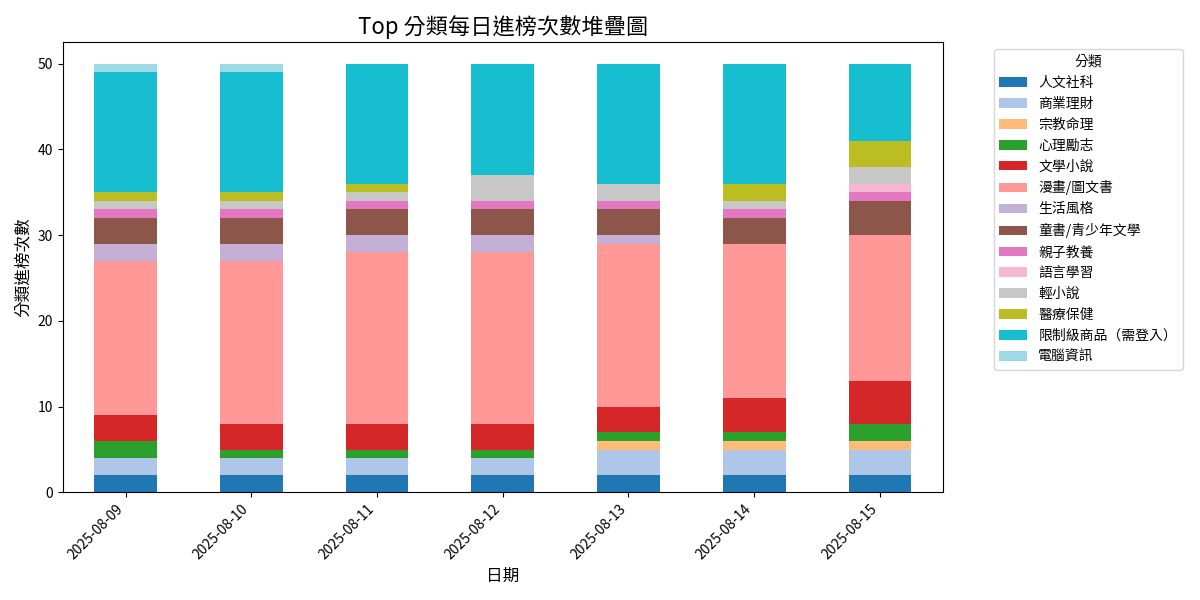 Top 分類每日進榜次數堆疊圖
分類進榜次數
50
40
30
20
10
0
2025-08-09
2025-08-10
2025-08-11
2025-08-12
2025-08-13
2025-08-14
2025-08-15
日期
分類
人文社科
商業理財
宗教命理
心理勵志
文學小說
漫畫/圖文書
生活風格
童書/青少年文學
親子教養
語言學習
輕小說
醫療保健
限制級商品（需登入）
電腦資訊